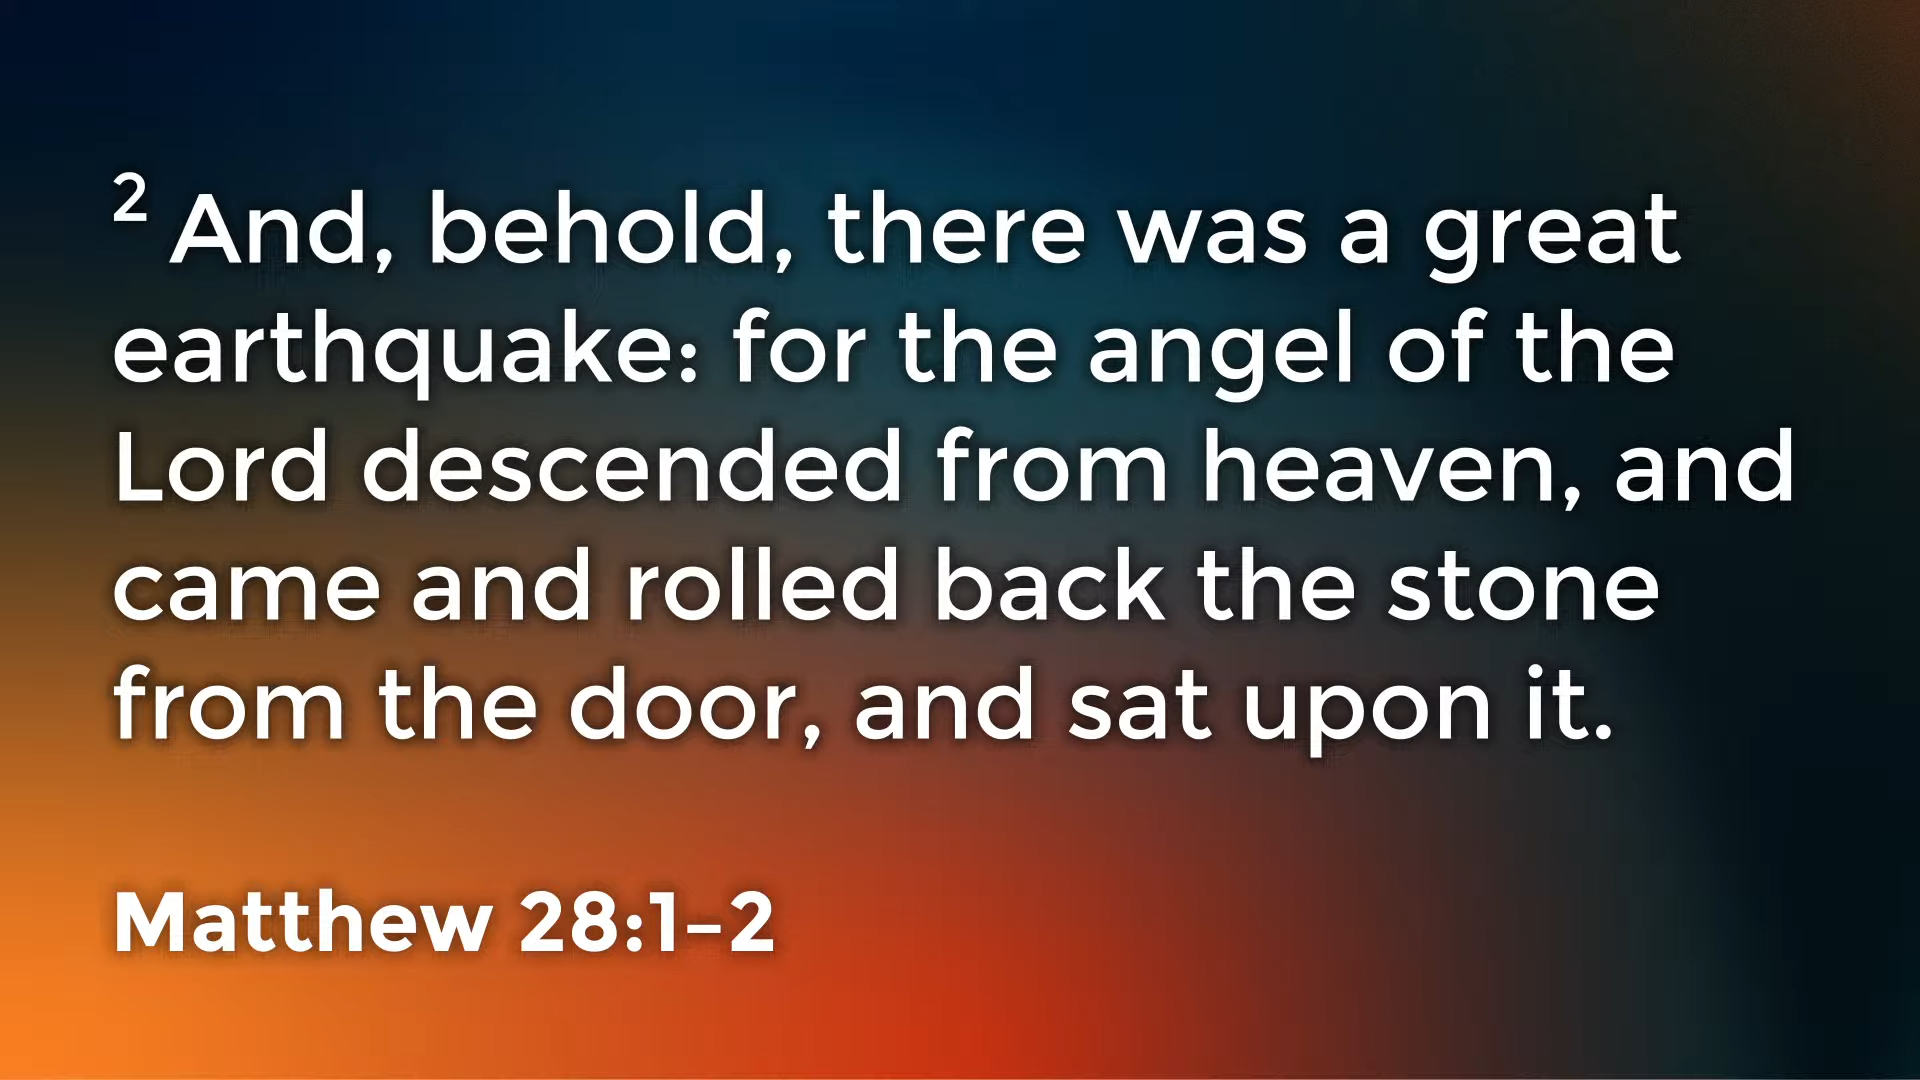 2 And, behold, there was a great
earthquake: for the angel of the
Lord descended from heaven, and
came and rolled back the stone
from the door, and sat upon it.
Matthew 28:1–2